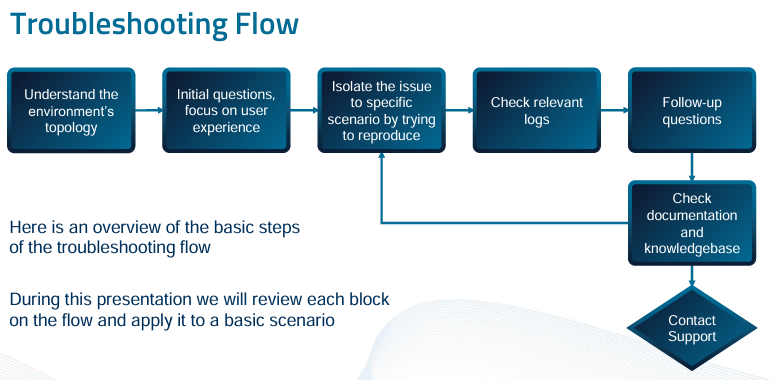 Troubleshooting Flow
Understand the
environment's
topology
Initial questions,
focus on user
experience
Isolate the issue
to specific
scenario by trying
to reproduce
Check relevant
logs
Follow-up
questions
Check
documentation
and
knowledgebase
Contact
Support
Here is an overview of the basic steps
of the troubleshooting flow
During this presentation we will review each block
on the flow and apply it to a basic scenario